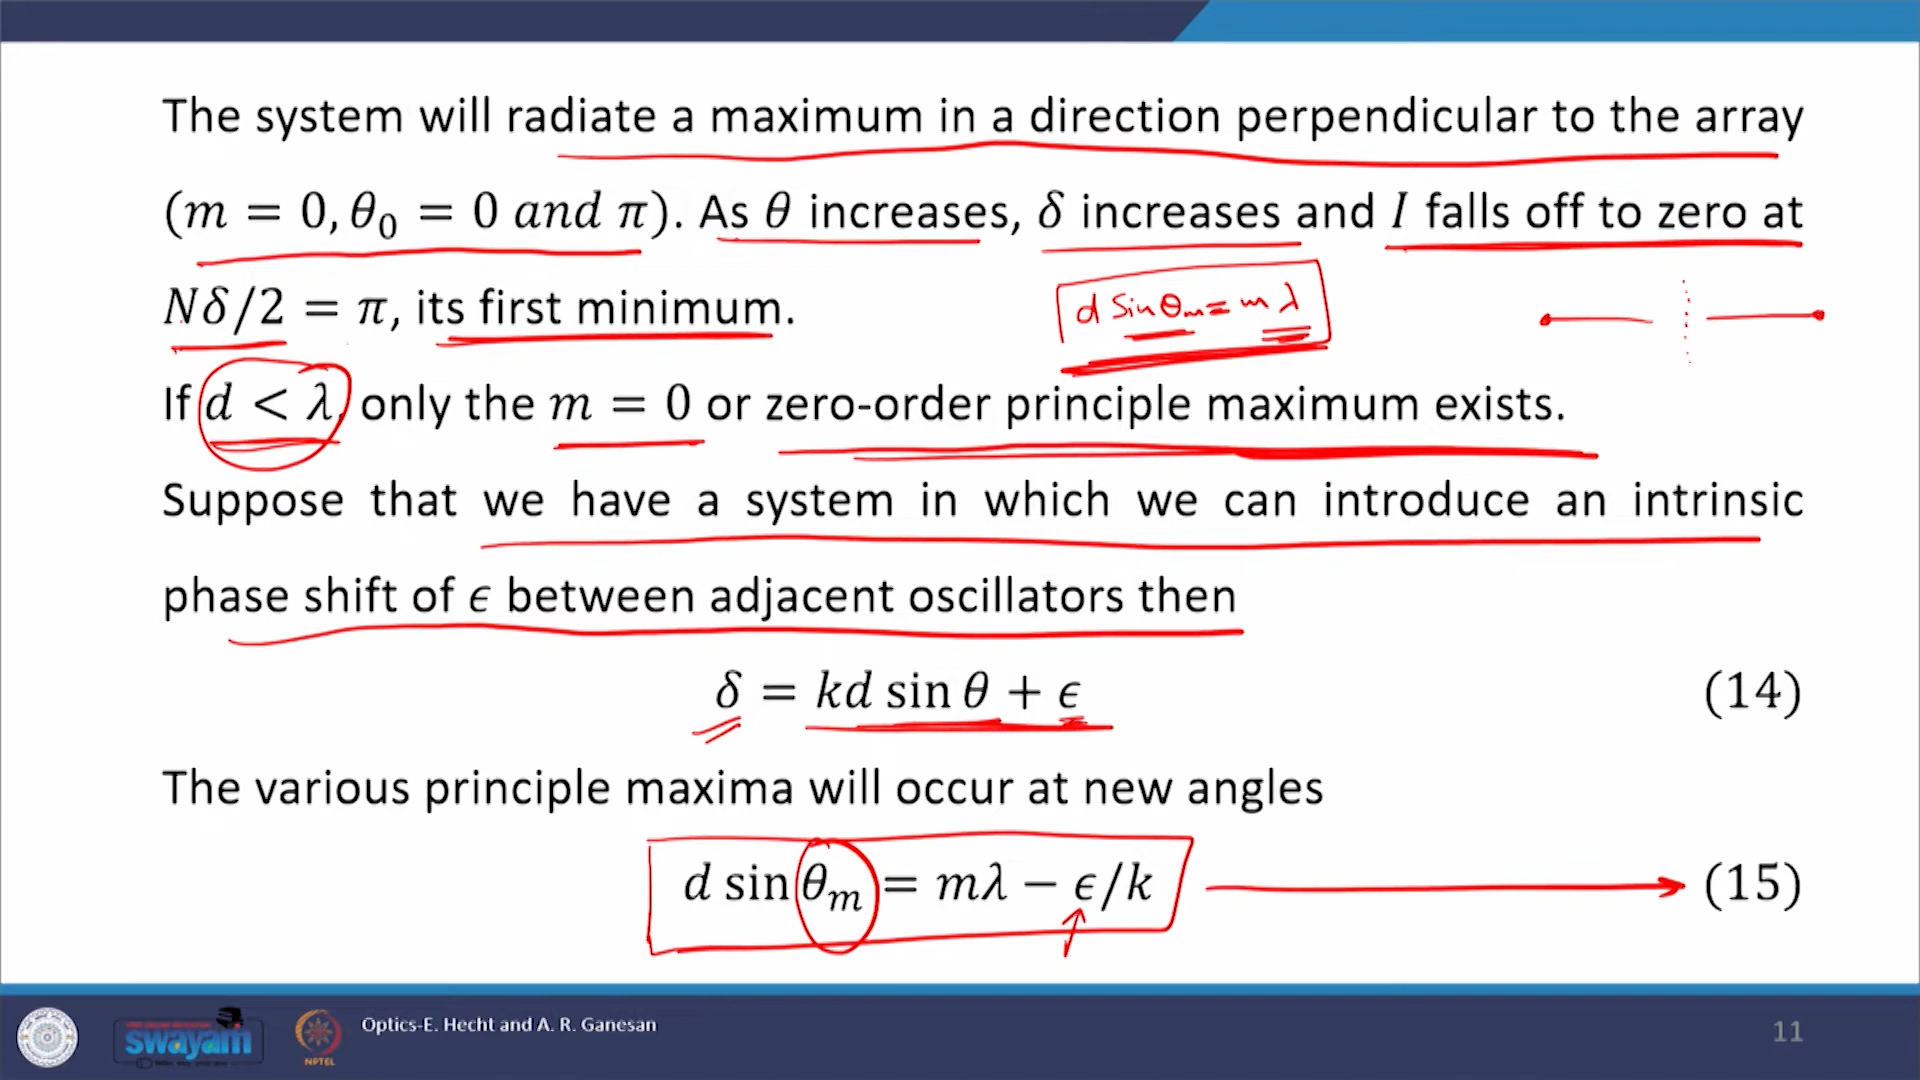 The system will radiate a maximum in a direction perpendicular to the array
(m = 0, θ₀ = 0 and π). As θ increases, δ increases and I falls off to zero at
Nδ/2 = π, its first minimum.
d sinθₘ = m λ
If d < λ, only the m = 0 or zero-order principle maximum exists.
Suppose that we have a system in which we can introduce an intrinsic
phase shift of ϵ between adjacent oscillators then
δ = kd sin θ + ϵ (14)
The various principle maxima will occur at new angles
d sin θₘ = mλ − ϵ/k (15)
swayam
NPTEL
Optics-E. Hecht and A. R. Ganesan
11